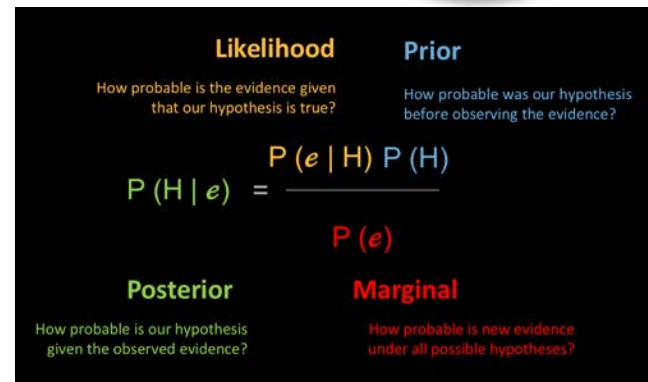 Likelihood
Prior
How probable is the evidence given
that our hypothesis is true?
How probable was our hypothesis
before observing the evidence?
P (H | e) = P (e | H) P (H)
P (e)
Posterior
Marginal
How probable is our hypothesis
given the observed evidence?
How probable is new evidence
under all possible hypotheses?